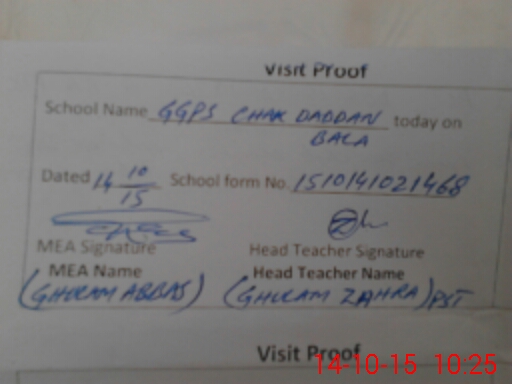 Visit Proof
School Name GGPS CHAK DADDAN today on
BALA
Dated 14 10/15 School form No. 1510141021468
MEA Signature Head Teacher Signature
MEA Name Head Teacher Name
(GHULAM ABBAS) (GHULAM ZAHRA) PST
Visit Proof
14-10-15 10:25